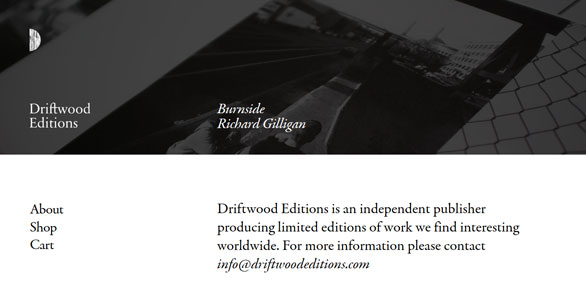 Driftwood
Editions
Burnside
Richard Gilligan
About
Shop
Cart
Driftwood Editions is an independent publisher
producing limited editions of work we find interesting
worldwide. For more information please contact
info@driftwoodeditions.com